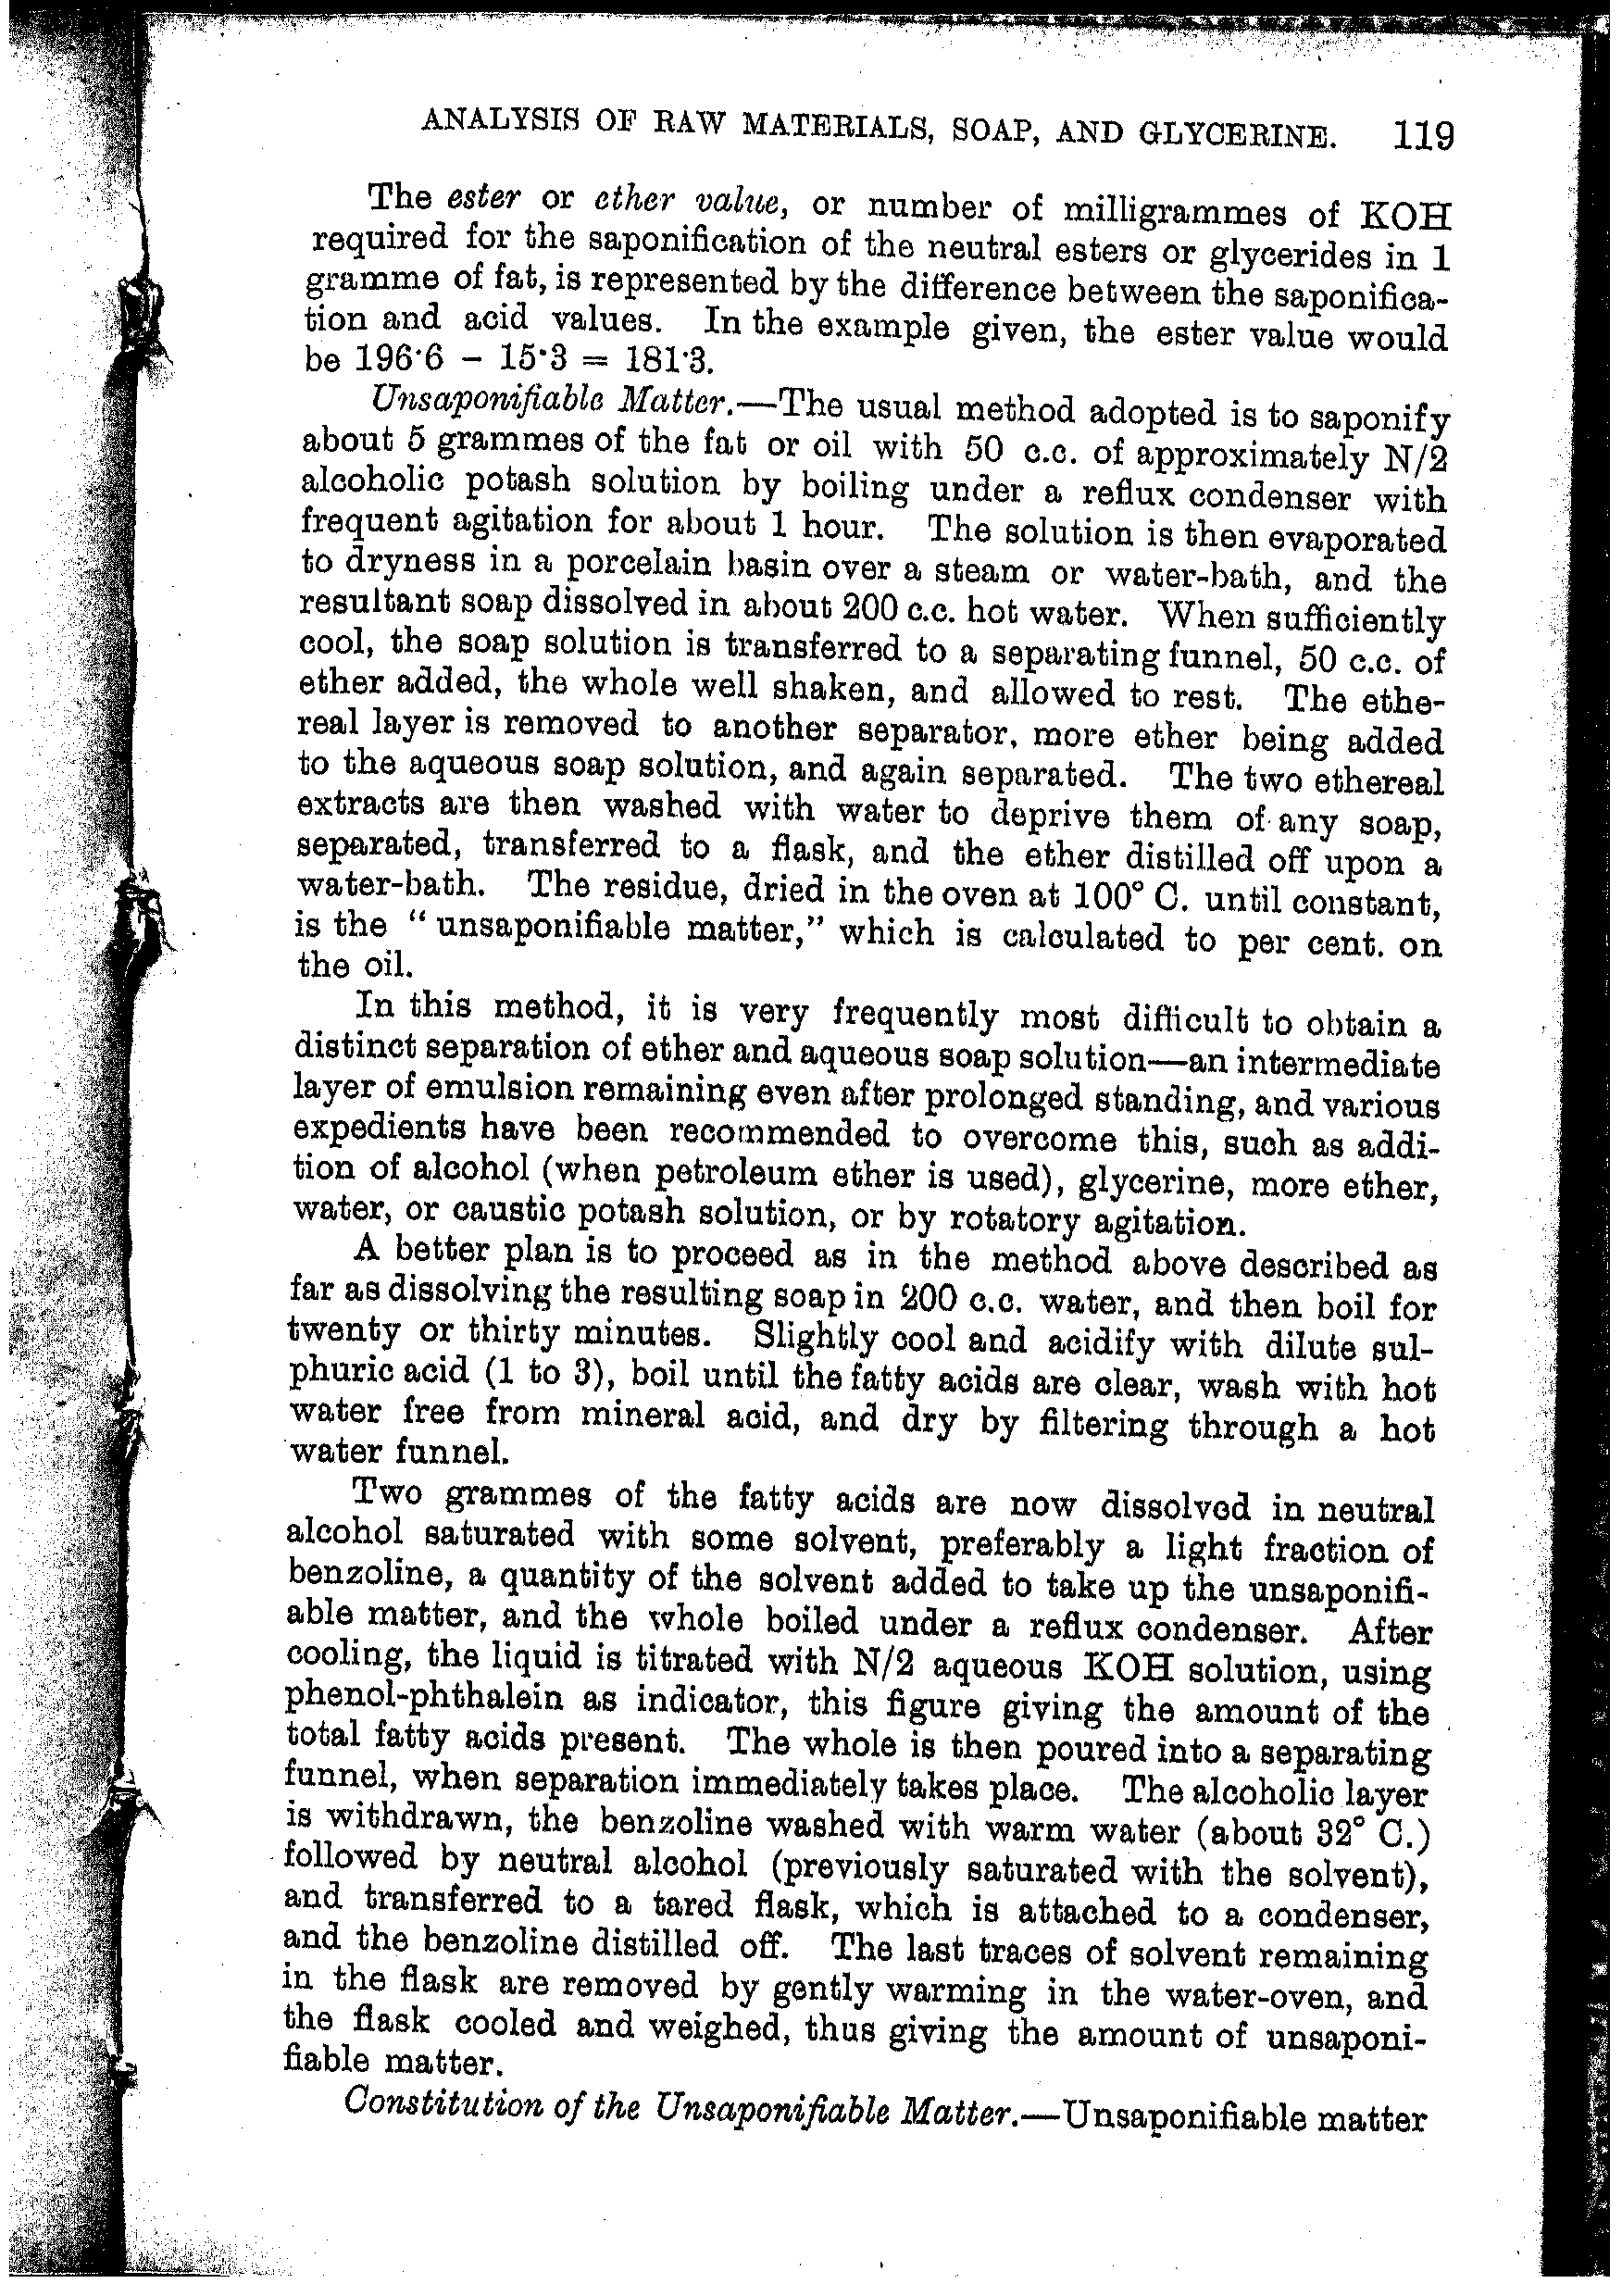 ANALYSIS OF RAW MATERIALS, SOAP, AND GLYCERINE. 119
The ester or ether value, or number of milligrammes of KOH
required for the saponification of the neutral esters or glycerides in 1
gramme of fat, is represented by the difference between the saponifica-
tion and acid values. In the example given, the ester value would
be 196·6 - 15·3 = 181·3.
Unsaponifiable Matter.—The usual method adopted is to saponify
about 5 grammes of the fat or oil with 50 c.c. of approximately N/2
alcoholic potash solution by boiling under a reflux condenser with
frequent agitation for about 1 hour. The solution is then evaporated
to dryness in a porcelain basin over a steam or water-bath, and the
resultant soap dissolved in about 200 c.c. hot water. When sufficiently
cool, the soap solution is transferred to a separating funnel, 50 c.c. of
ether added, the whole well shaken, and allowed to rest. The ethe-
real layer is removed to another separator, more ether being added
to the aqueous soap solution, and again separated. The two ethereal
extracts are then washed with water to deprive them of any soap,
separated, transferred to a flask, and the ether distilled off upon a
water-bath. The residue, dried in the oven at 100° C. until constant,
is the "unsaponifiable matter," which is calculated to per cent. on
the oil.
In this method, it is very frequently most difficult to obtain a
distinct separation of ether and aqueous soap solution—an intermediate
layer of emulsion remaining even after prolonged standing, and various
expedients have been recommended to overcome this, such as addi-
tion of alcohol (when petroleum ether is used), glycerine, more ether,
water, or caustic potash solution, or by rotatory agitation.
A better plan is to proceed as in the method above described as
far as dissolving the resulting soap in 200 c.c. water, and then boil for
twenty or thirty minutes. Slightly cool and acidify with dilute sul-
phuric acid (1 to 3), boil until the fatty acids are clear, wash with hot
water free from mineral acid, and dry by filtering through a hot
water funnel.
Two grammes of the fatty acids are now dissolved in neutral
alcohol saturated with some solvent, preferably a light fraction of
benzoline, a quantity of the solvent added to take up the unsaponifi-
able matter, and the whole boiled under a reflux condenser. After
cooling, the liquid is titrated with N/2 aqueous KOH solution, using
phenol-phthalein as indicator, this figure giving the amount of the
total fatty acids present. The whole is then poured into a separating
funnel, when separation immediately takes place. The alcoholic layer
is withdrawn, the benzoline washed with warm water (about 32° C.)
followed by neutral alcohol (previously saturated with the solvent),
and transferred to a tared flask, which is attached to a condenser,
and the benzoline distilled off. The last traces of solvent remaining
in the flask are removed by gently warming in the water-oven, and
the flask cooled and weighed, thus giving the amount of unsaponi-
fiable matter.
Constitution of the Unsaponifiable Matter.—Unsaponifiable matter